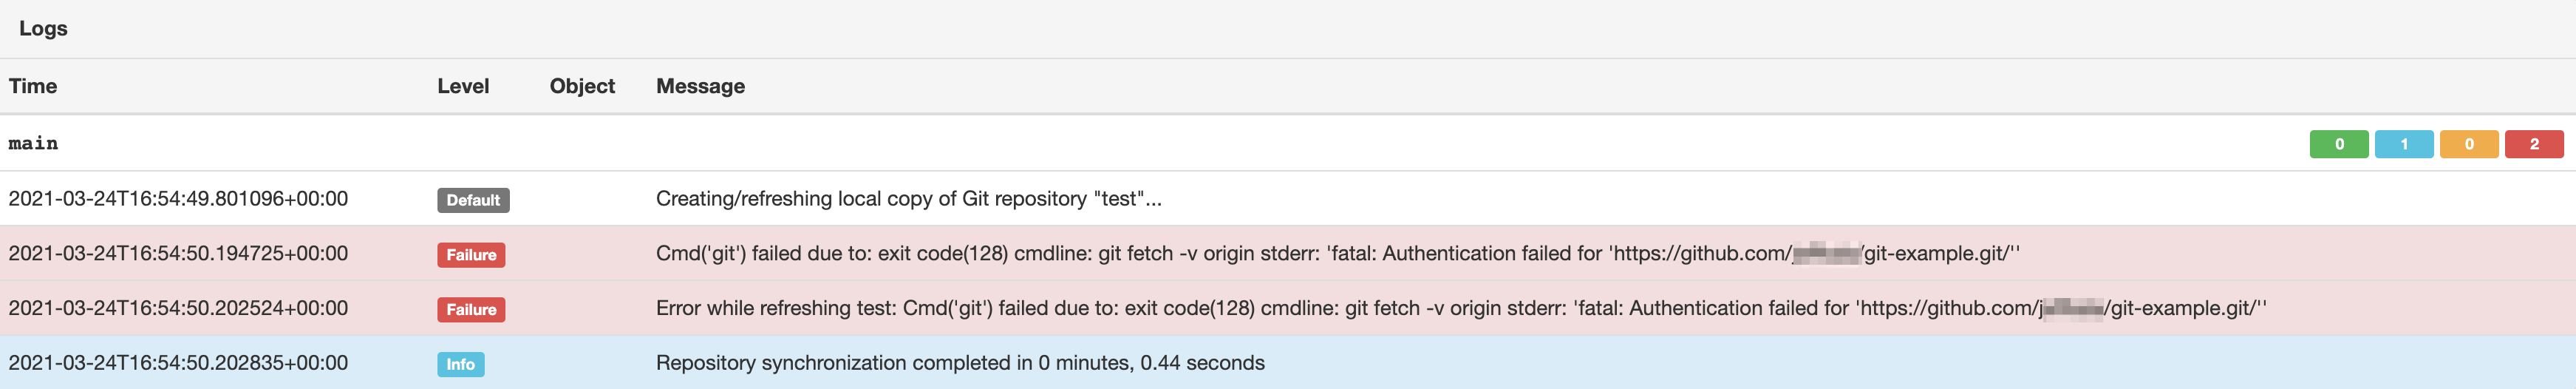 Logs
Time Level Object Message
main 0 1 0 2
2021-03-24T16:54:49.801096+00:00 Default Creating/refreshing local copy of Git repository "test"...
2021-03-24T16:54:50.194725+00:00 Failure Cmd('git') failed due to: exit code(128) cmdline: git fetch -v origin stderr: 'fatal: Authentication failed for 'https://github.com/ /git-example.git/''
2021-03-24T16:54:50.202524+00:00 Failure Error while refreshing test: Cmd('git') failed due to: exit code(128) cmdline: git fetch -v origin stderr: 'fatal: Authentication failed for 'https://github.com/j /git-example.git/''
2021-03-24T16:54:50.202835+00:00 Info Repository synchronization completed in 0 minutes, 0.44 seconds